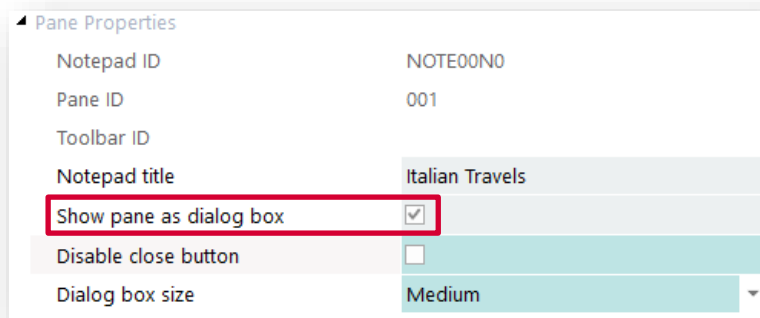 Pane Properties
Notepad ID NOTE00N0
Pane ID 001
Toolbar ID
Notepad title Italian Travels
Show pane as dialog box
Disable close button
Dialog box size Medium